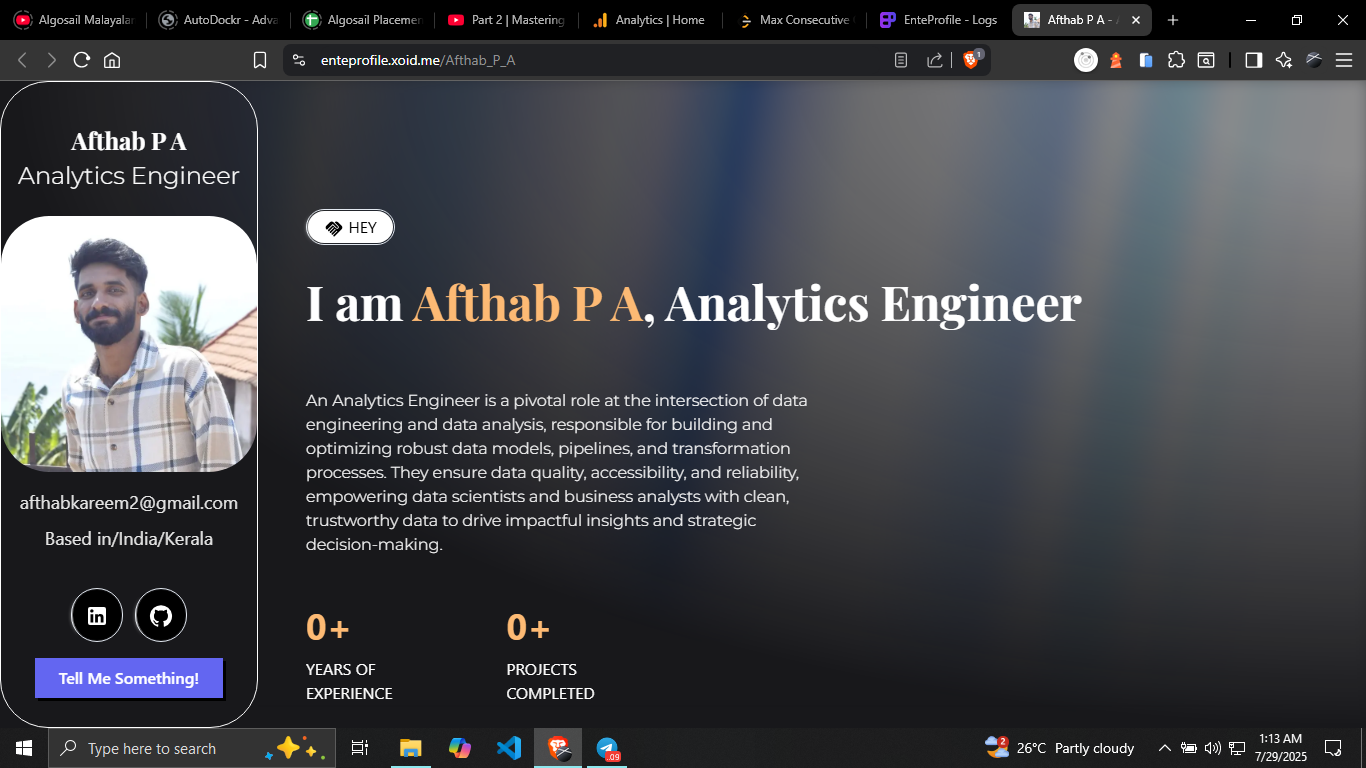 Algosail Malayalam
AutoDockr - Adva
Algosail Placement
Part 2 | Mastering
Analytics | Home
Max Consecutive
EnteProfile - Logs
Afthab P A -
enteprofile.xoid.me/Afthab_P_A
1
Afthab P A
Analytics Engineer
afthabkareem2@gmail.com
Based in/India/Kerala
Tell Me Something!
HEY
I am Afthab P A, Analytics Engineer
An Analytics Engineer is a pivotal role at the intersection of data
engineering and data analysis, responsible for building and
optimizing robust data models, pipelines, and transformation
processes. They ensure data quality, accessibility, and reliability,
empowering data scientists and business analysts with clean,
trustworthy data to drive impactful insights and strategic
decision-making.
0+
YEARS OF
EXPERIENCE
0+
PROJECTS
COMPLETED
Type here to search
.09
2
26°C Partly cloudy
1:13 AM
7/29/2025